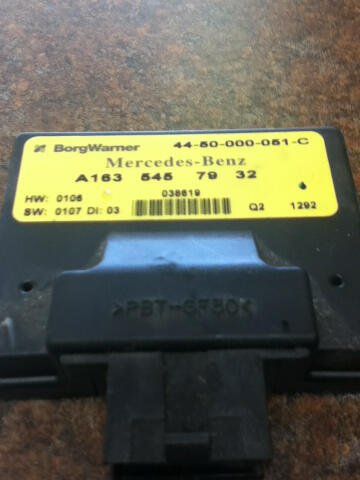 BorgWarner 44-50-000-051-C
Mercedes-Benz
A163 545 79 32
HW: 0106 038619
SW: 0107 DI: 03 Q2 1292
>PBT-GF30<